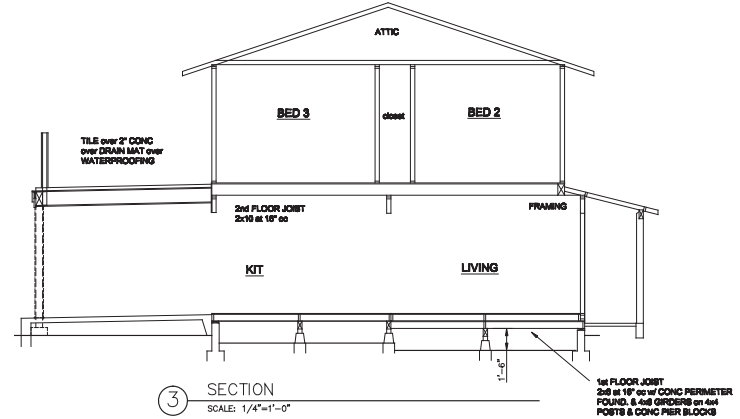 ATTIC
BED 3
closet
BED 2
TILE over 2" CONC
over DRAIN MAT over
WATERPROOFING
2nd FLOOR JOIST
2x10 at 16" cc
FRAMING
KIT
LIVING
1'-6"
1st FLOOR JOIST
2x8 at 16" cc w/ CONC PERIMETER
FOUND. & 4x6 GIRDERS on 4x4
POSTS & CONC PIER BLOCKS
3
SECTION
SCALE: 1/4"=1'-0"